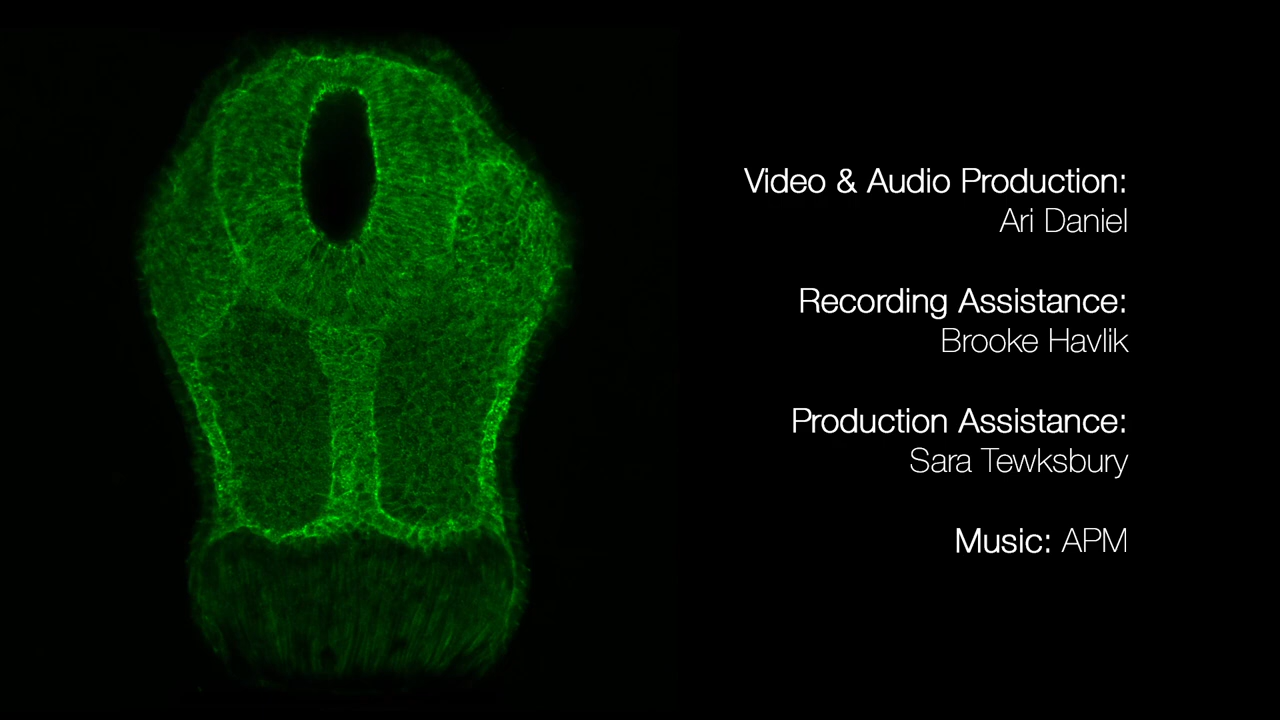 Video & Audio Production:
Ari Daniel
Recording Assistance:
Brooke Havlik
Production Assistance:
Sara Tewksbury
Music: APM